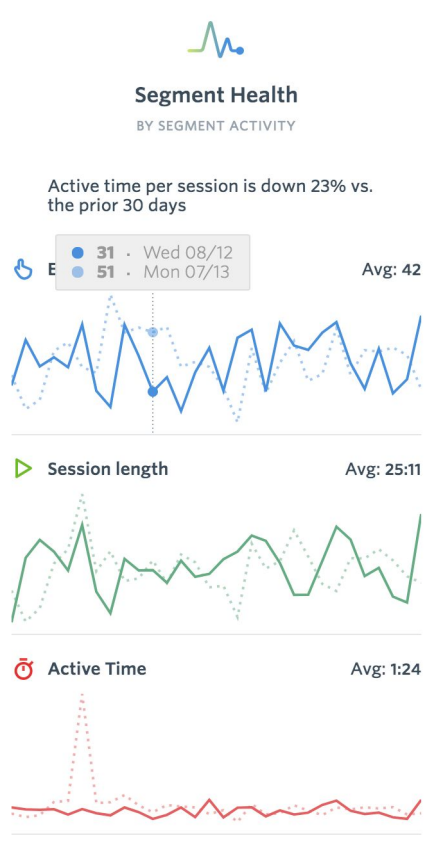 Segment Health
BY SEGMENT ACTIVITY
Active time per session is down 23% vs.
the prior 30 days
31 · Wed 08/12
51 · Mon 07/13
Avg: 42
Session length
Avg: 25:11
Active Time
Avg: 1:24